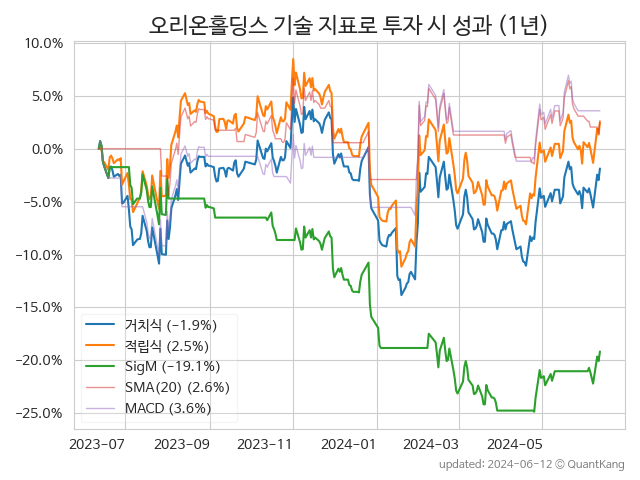 오리온홀딩스 기술 지표로 투자 시 성과 (1년)
10.0%
5.0%
0.0%
−5.0%
−10.0%
−15.0%
−20.0%
−25.0%
거치식 (−1.9%)
적립식 (2.5%)
SigM (−19.1%)
SMA(20) (2.6%)
MACD (3.6%)
2023-07
2023-09
2023-11
2024-01
2024-03
2024-05
updated: 2024-06-12 © QuantKang